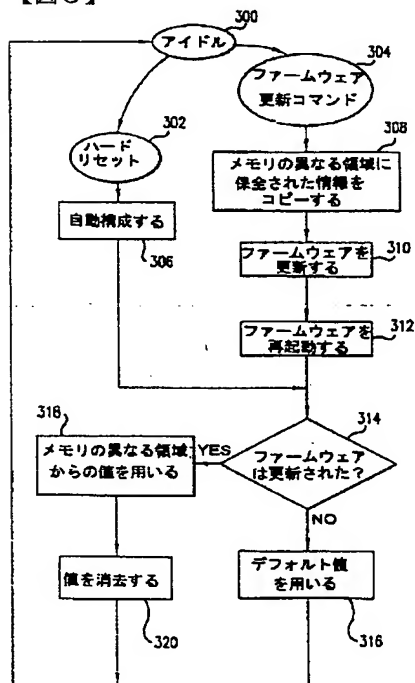 300
アイドル
304
ファームウェア
更新コマンド
302
ハード
リセット
308
メモリの異なる領域に
保全された情報を
コピーする
自動構成する
306
ファームウェアを
更新する
310
ファームウェアを
再起動する
312
318
314
メモリの異なる領域
からの値を用いる
YES
ファームウェア
は更新された?
NO
値を消去する
320
デフォルト値
を用いる
316